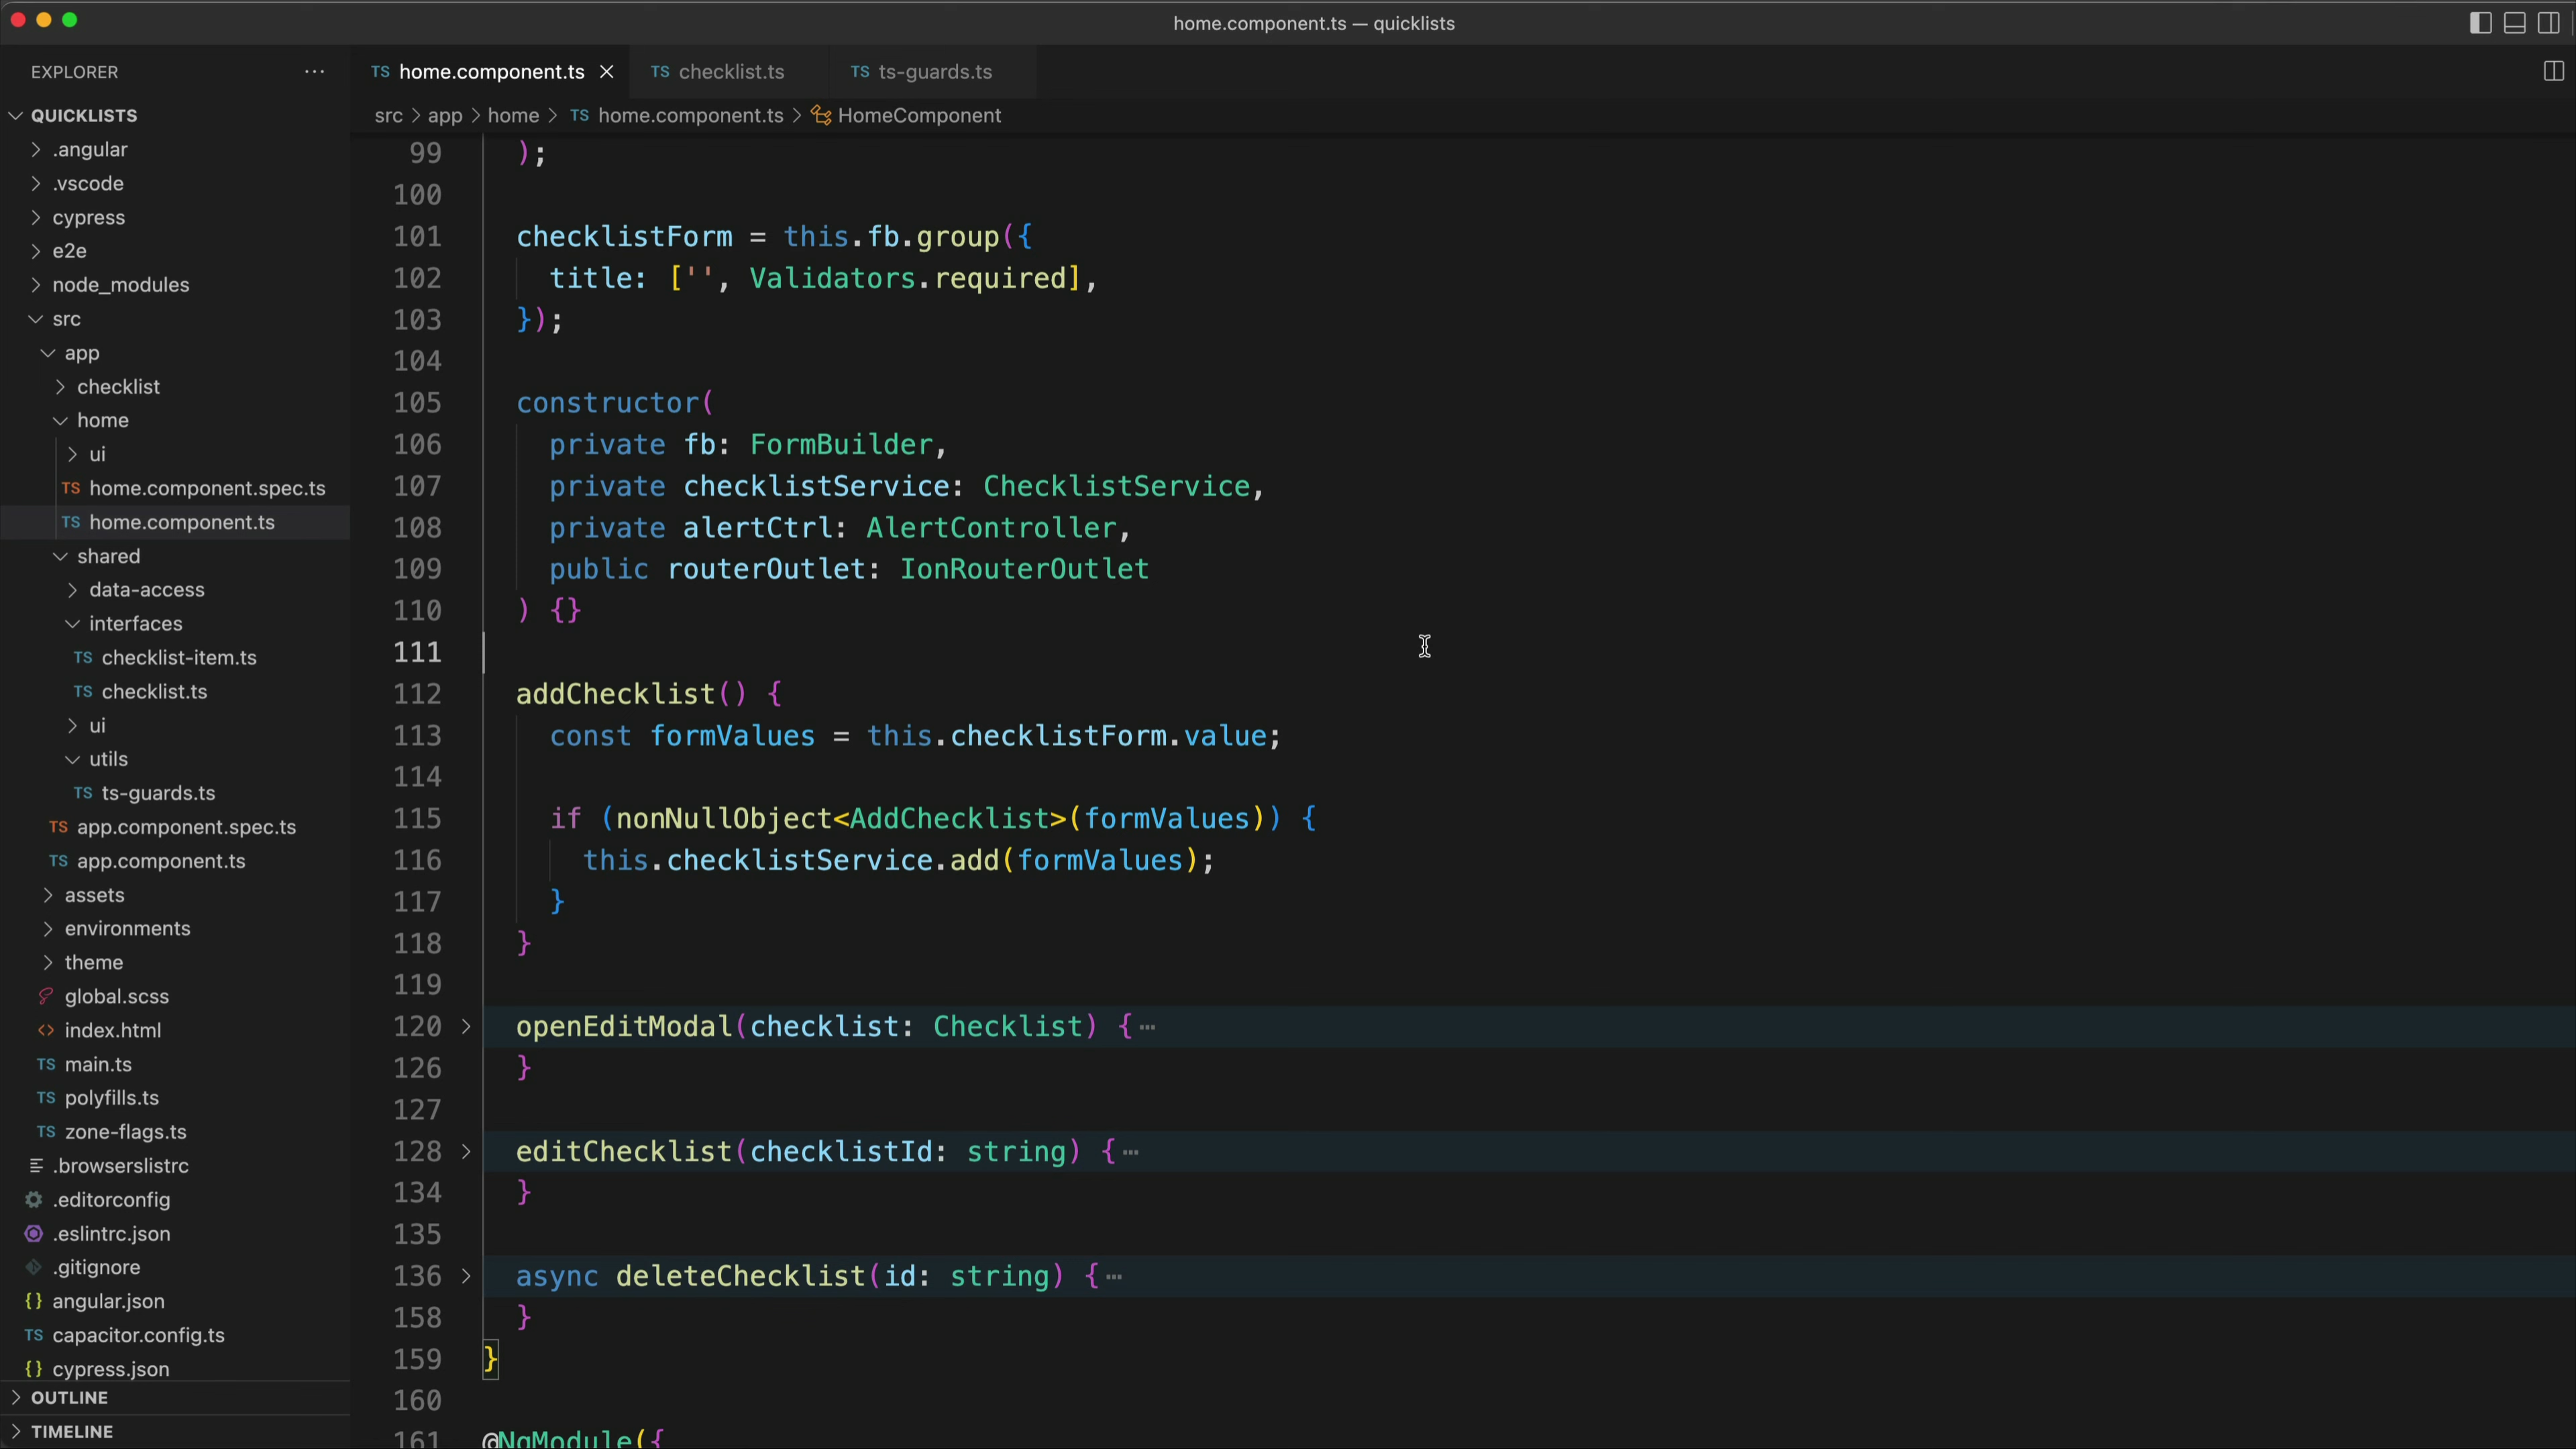 home.component.ts — quicklists
EXPLORER ···
QUICKLISTS
.angular
.vscode
cypress
e2e
node_modules
src
app
checklist
home
ui
TS home.component.spec.ts
TS home.component.ts
shared
data-access
interfaces
TS checklist-item.ts
TS checklist.ts
ui
utils
TS ts-guards.ts
TS app.component.spec.ts
TS app.component.ts
assets
environments
theme
global.scss
<> index.html
TS main.ts
TS polyfills.ts
TS zone-flags.ts
.browserslistrc
.editorconfig
.eslintrc.json
.gitignore
{} angular.json
TS capacitor.config.ts
{} cypress.json
OUTLINE
TIMELINE
TS home.component.ts TS checklist.ts TS ts-guards.ts
src > app > home > TS home.component.ts > HomeComponent
99 );
100
101 checklistForm = this.fb.group({
102 title: ['', Validators.required],
103 });
104
105 constructor(
106 private fb: FormBuilder,
107 private checklistService: ChecklistService,
108 private alertCtrl: AlertController,
109 public routerOutlet: IonRouterOutlet
110 ) {}
111
112 addChecklist() {
113 const formValues = this.checklistForm.value;
114
115 if (nonNullObject<AddChecklist>(formValues)) {
116 this.checklistService.add(formValues);
117 }
118 }
119
120 openEditModal(checklist: Checklist) {…
126 }
127
128 editChecklist(checklistId: string) {…
134 }
135
136 async deleteChecklist(id: string) {…
158 }
159 }
160
161 @NgModule({